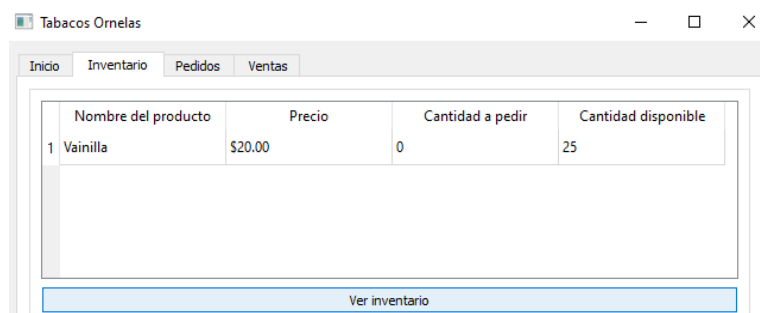 Tabacos Ornelas
Inicio Inventario Pedidos Ventas
Nombre del producto Precio Cantidad a pedir Cantidad disponible
1 Vainilla $20.00 0 25
Ver inventario